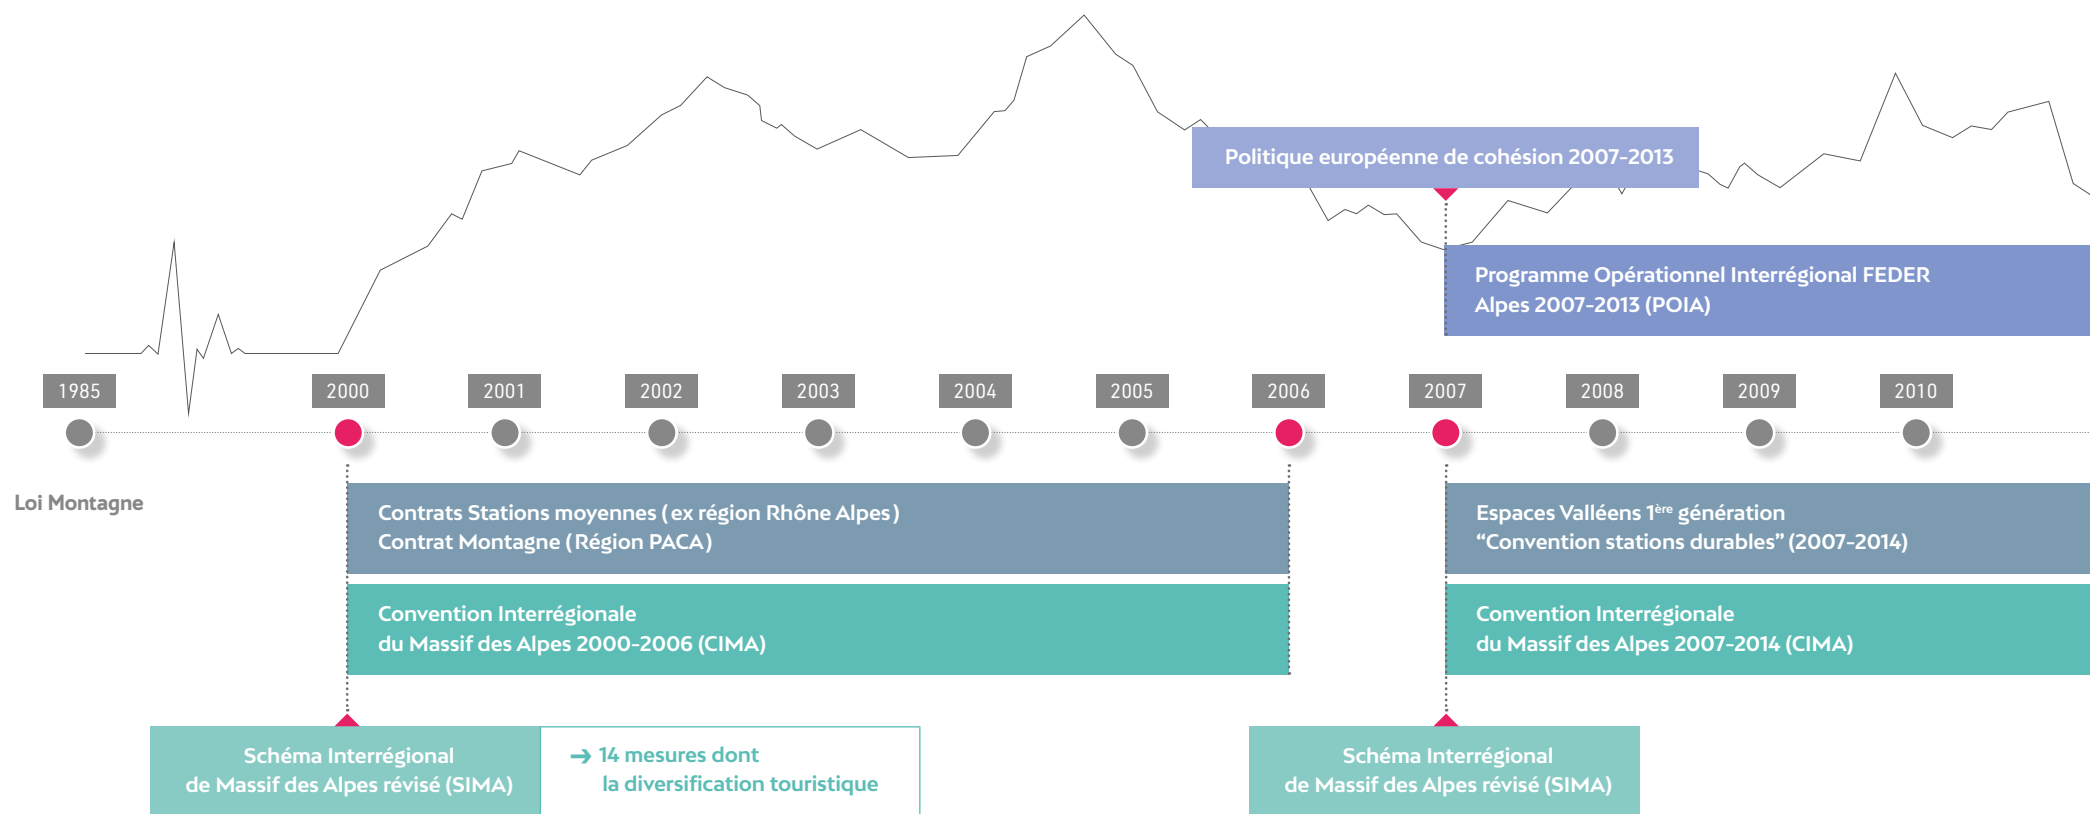 Politique européenne de cohésion 2007-2013
Programme Opérationnel Interrégional FEDER
Alpes 2007-2013 (POIA)
1985
2000
2001
2002
2003
2004
2005
2006
2007
2008
2009
2010
Loi Montagne
Contrats Stations moyennes (ex région Rhône Alpes)
Contrat Montagne (Région PACA)
Espaces Valléens 1ère génération
“Convention stations durables” (2007-2014)
Convention Interrégionale
du Massif des Alpes 2000-2006 (CIMA)
Convention Interrégionale
du Massif des Alpes 2007-2014 (CIMA)
Schéma Interrégional
de Massif des Alpes révisé (SIMA)
→ 14 mesures dont
la diversification touristique
Schéma Interrégional
de Massif des Alpes révisé (SIMA)